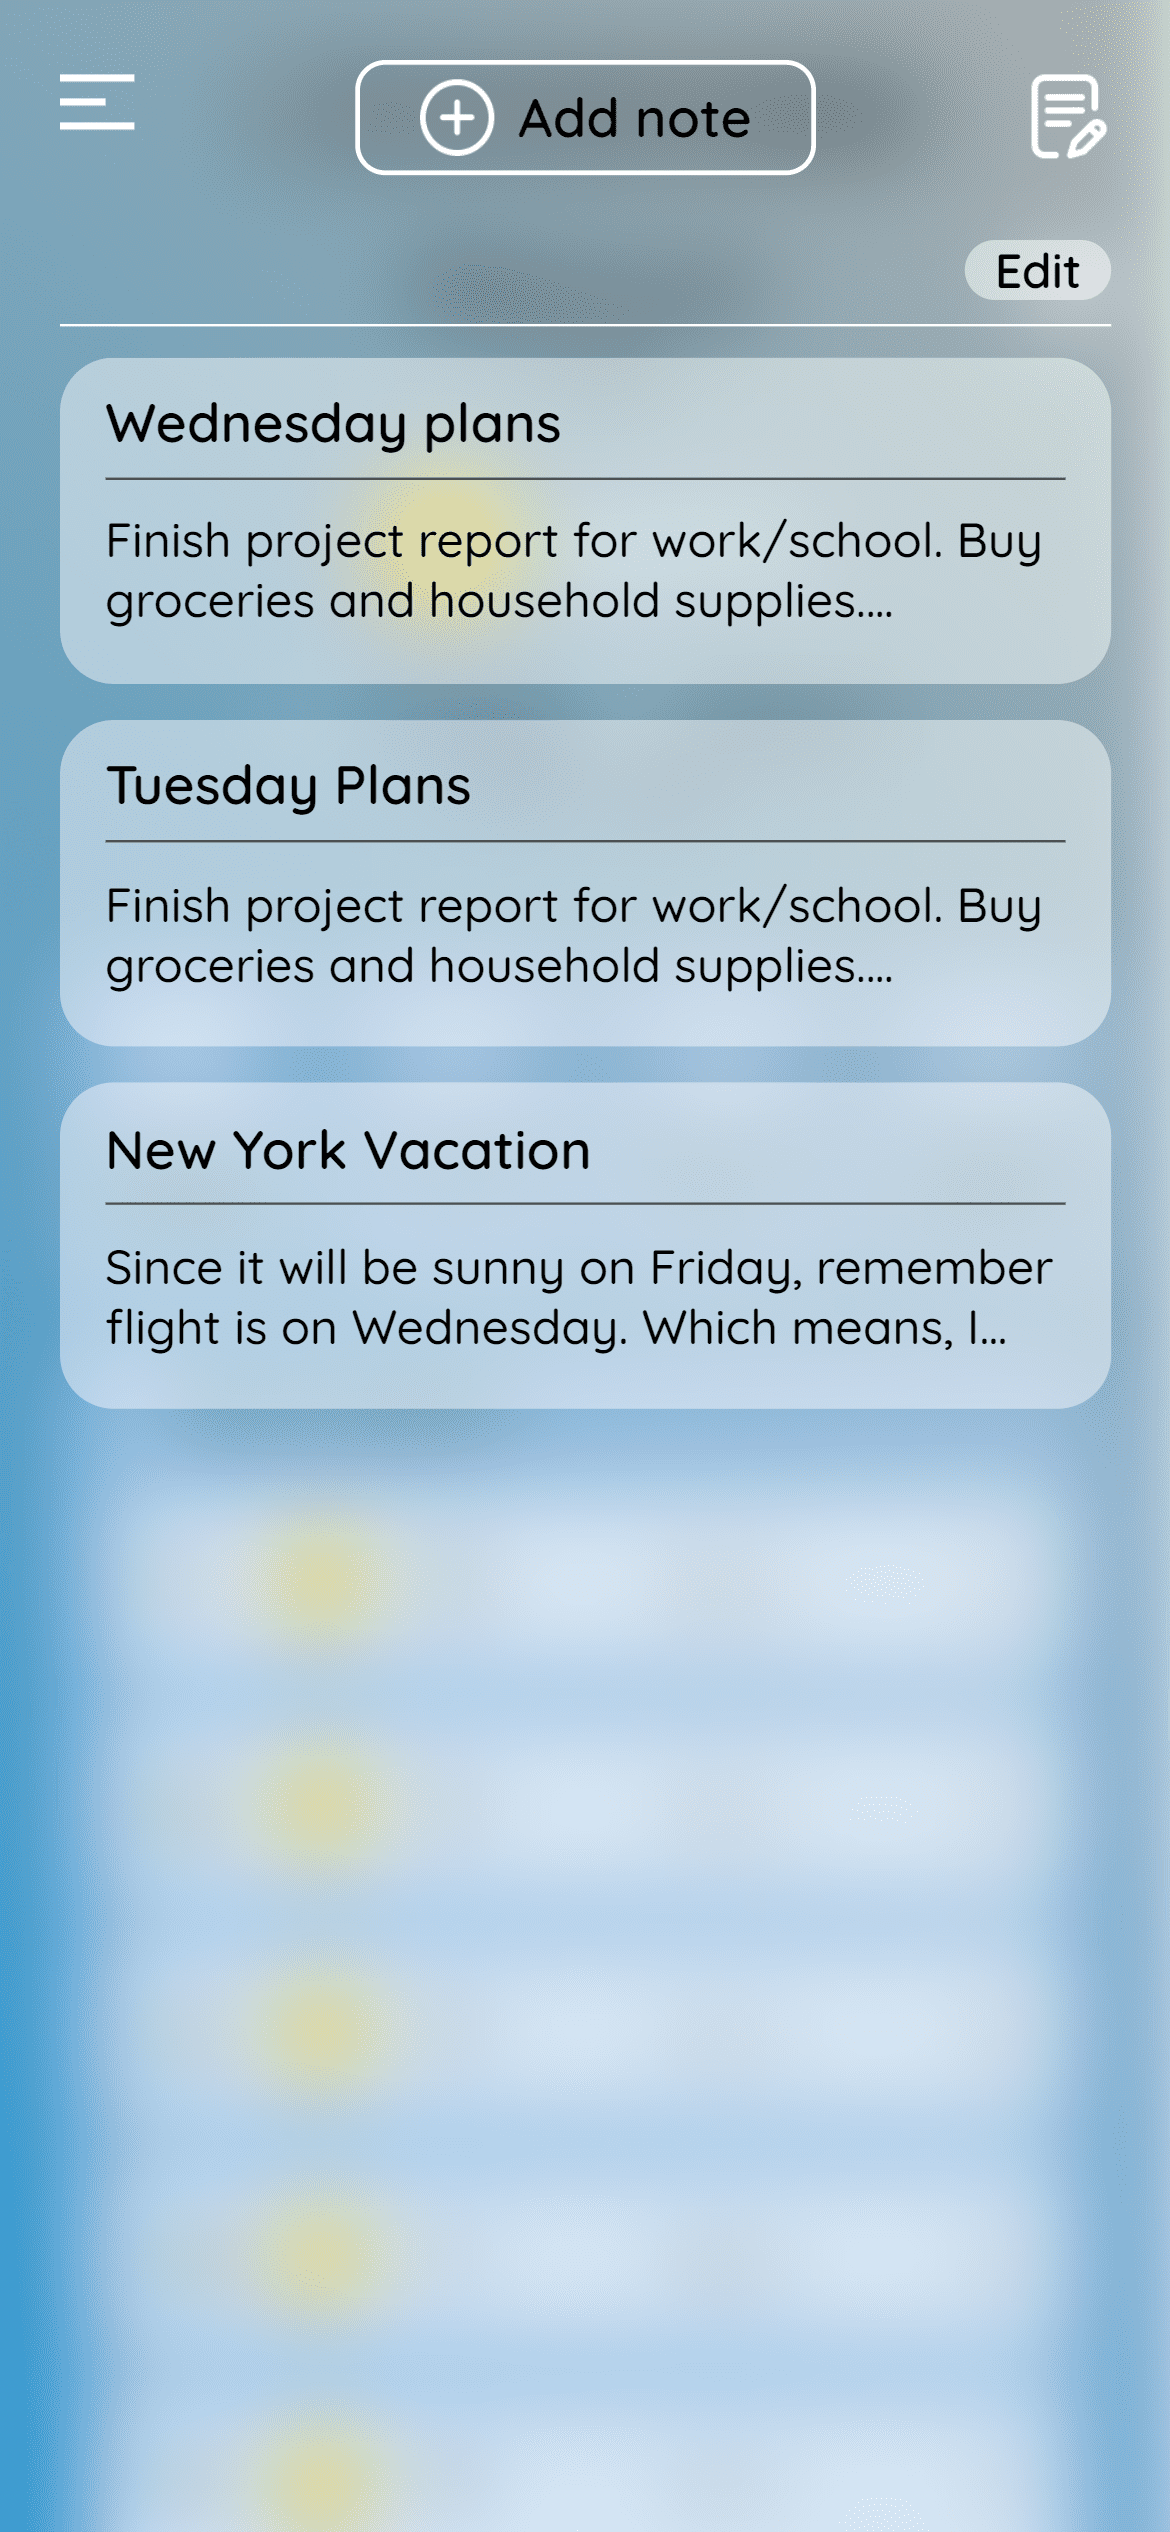 Add note
Edit
Wednesday plans
Finish project report for work/school. Buy
groceries and household supplies....
Tuesday Plans
Finish project report for work/school. Buy
groceries and household supplies....
New York Vacation
Since it will be sunny on Friday, remember
flight is on Wednesday. Which means, I...